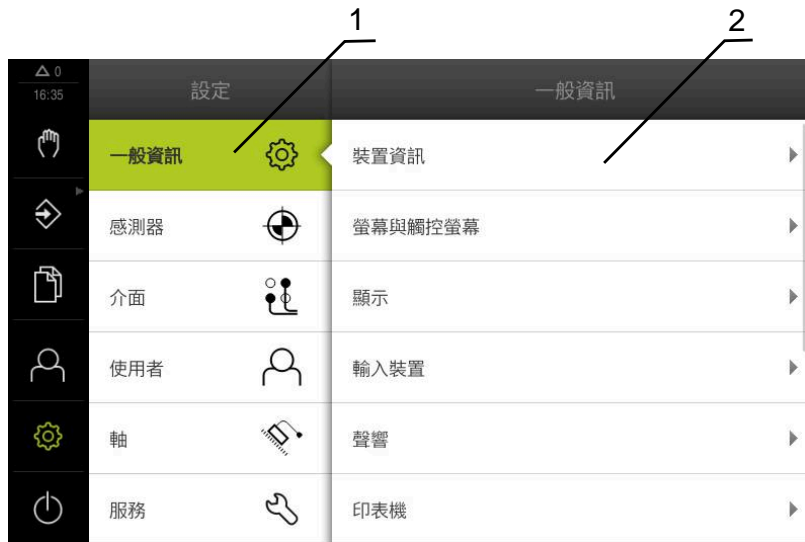 1
2
0
16:35
設定
一般資訊
一般資訊
裝置資訊
感測器
螢幕與觸控螢幕
介面
顯示
使用者
輸入裝置
軸
聲響
服務
印表機